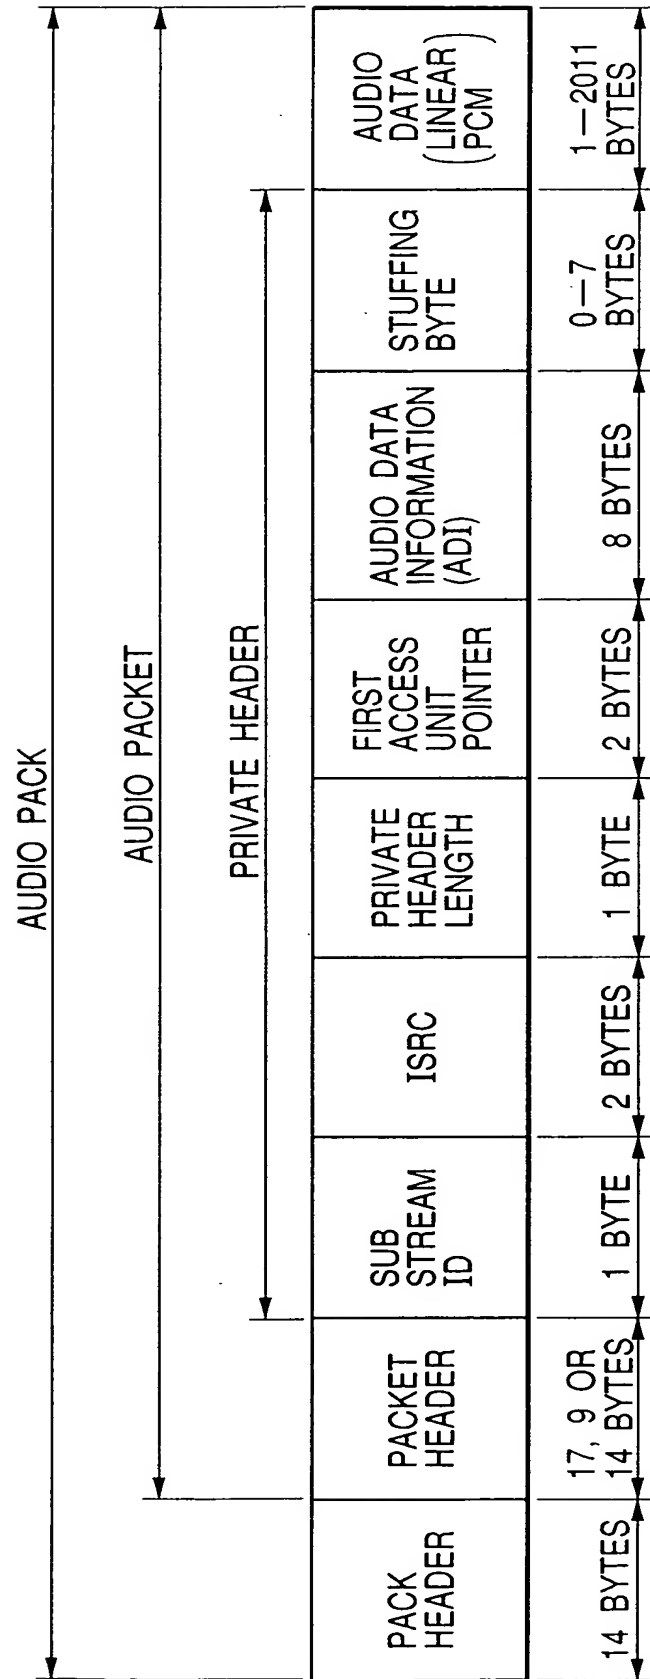 AUDIO PACK
AUDIO PACKET
PRIVATE HEADER
PACK
HEADER
PACKET
HEADER
SUB
STREAM
ID
ISRC
PRIVATE
HEADER
LENGTH
FIRST
ACCESS
UNIT
POINTER
AUDIO DATA
INFORMATION
(ADI)
STUFFING
BYTE
AUDIO
DATA
(LINEAR
PCM)
14 BYTES
17, 9 OR
14 BYTES
1 BYTE
2 BYTES
1 BYTE
2 BYTES
8 BYTES
0—7
BYTES
1—2011
BYTES